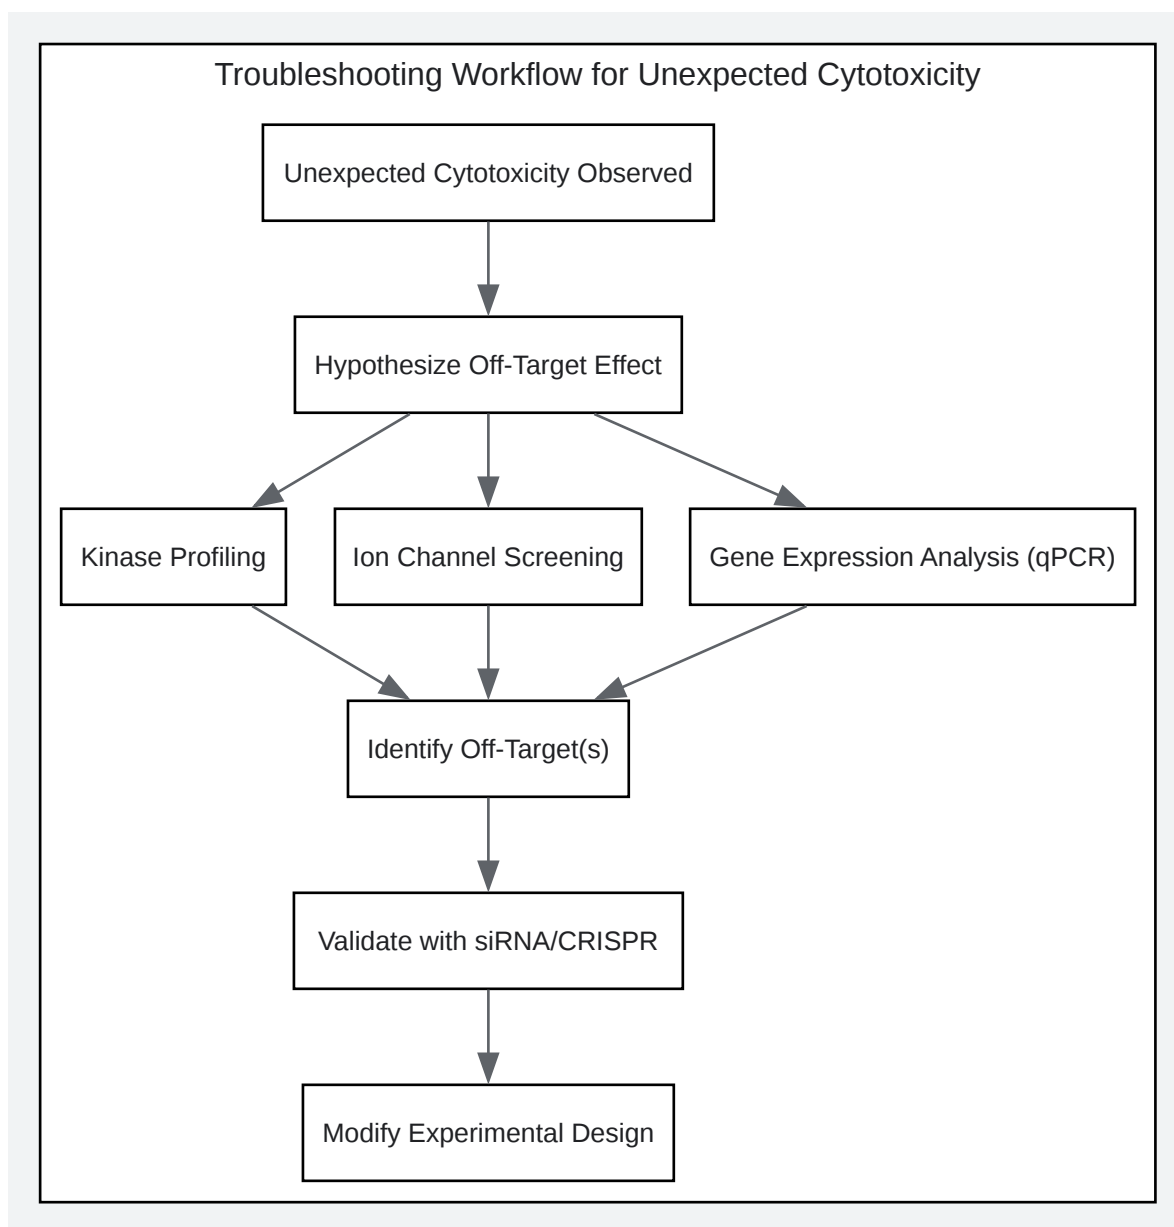 Troubleshooting Workflow for Unexpected Cytotoxicity
Unexpected Cytotoxicity Observed
Hypothesize Off-Target Effect
Kinase Profiling
Ion Channel Screening
Gene Expression Analysis (qPCR)
Identify Off-Target(s)
Validate with siRNA/CRISPR
Modify Experimental Design